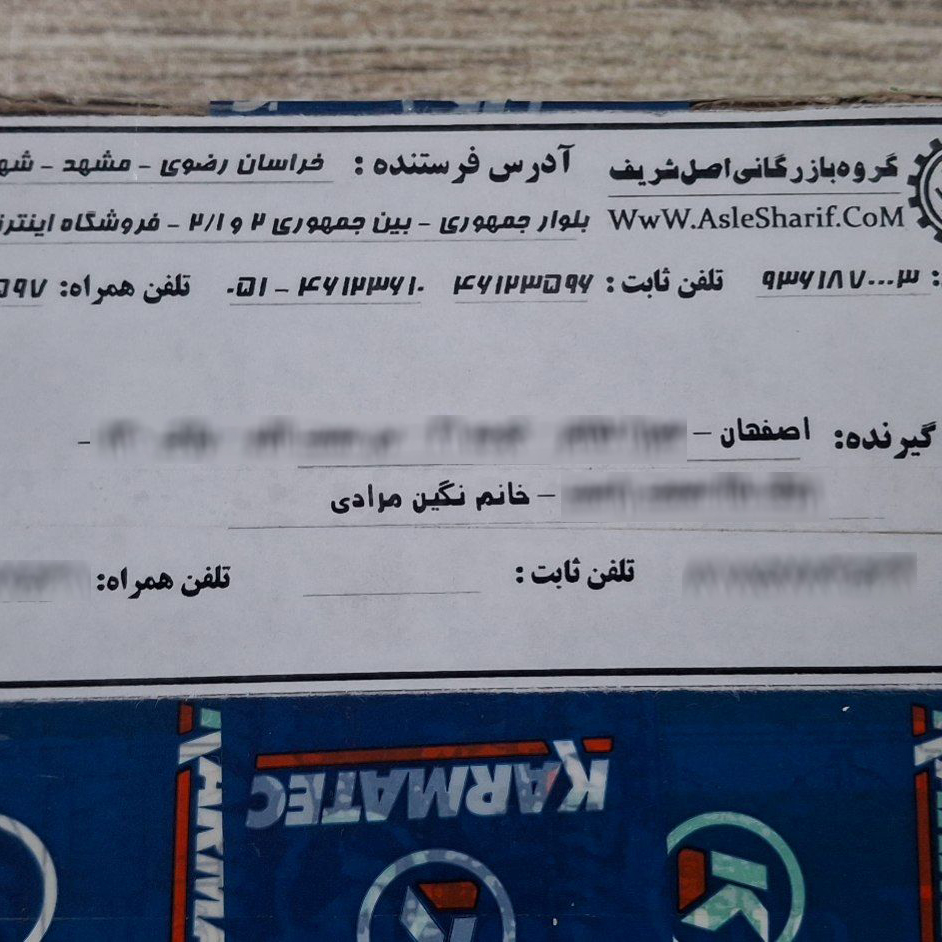 گروه بازرگانی اصل شریف
WwW.AsleSharif.CoM
آدرس فرستنده : خراسان رضوی - مشهد -
بلوار جمهوری - بین جمهوری ۲ و ۲/۱ - فروشگاه
۹۳۶۱۸۷۰۰۰۳ تلفن ثابت : ۴۶۱۲۳۵۹۶ ۰۵۱ - ۴۶۱۲۳۶۱۰ تلفن همراه:
گیرنده: اصفهان -
- خانم نگین مرادی
تلفن ثابت : تلفن همراه:
KARMATEC